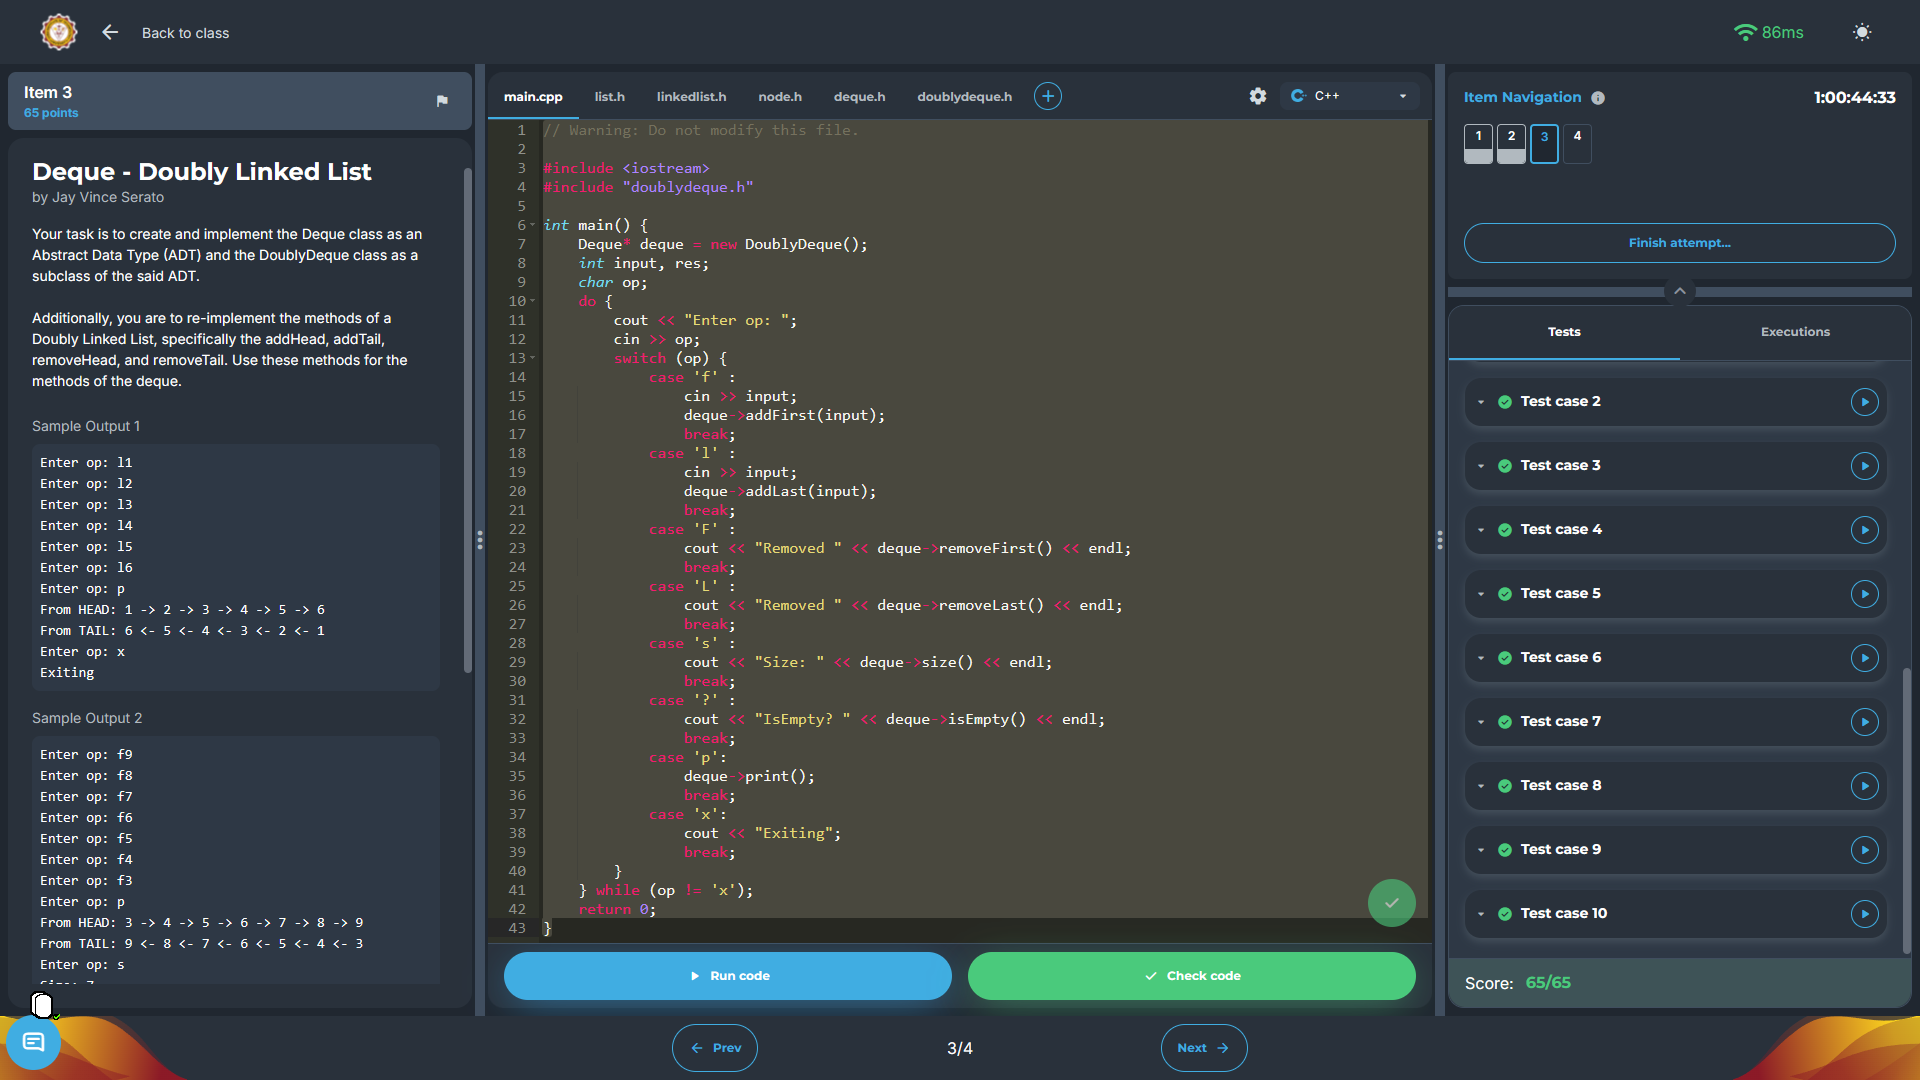 Back to class
86ms
Item 3
65 points
Deque - Doubly Linked List
by Jay Vince Serato
Your task is to create and implement the Deque class as an
Abstract Data Type (ADT) and the DoublyDeque class as a
subclass of the said ADT.
Additionally, you are to re-implement the methods of a
Doubly Linked List, specifically the addHead, addTail,
removeHead, and removeTail. Use these methods for the
methods of the deque.
Sample Output 1
Enter op: l1
Enter op: l2
Enter op: l3
Enter op: l4
Enter op: l5
Enter op: l6
Enter op: p
From HEAD: 1 -> 2 -> 3 -> 4 -> 5 -> 6
From TAIL: 6 <- 5 <- 4 <- 3 <- 2 <- 1
Enter op: x
Exiting
Sample Output 2
Enter op: f9
Enter op: f8
Enter op: f7
Enter op: f6
Enter op: f5
Enter op: f4
Enter op: f3
Enter op: p
From HEAD: 3 -> 4 -> 5 -> 6 -> 7 -> 8 -> 9
From TAIL: 9 <- 8 <- 7 <- 6 <- 5 <- 4 <- 3
Enter op: s
main.cpp list.h linkedlist.h node.h deque.h doublydeque.h
C++
1 // Warning: Do not modify this file.
2
3 #include <iostream>
4 #include "doublydeque.h"
5
6 int main() {
7 Deque* deque = new DoublyDeque();
8 int input, res;
9 char op;
10 do {
11 cout << "Enter op: ";
12 cin >> op;
13 switch (op) {
14 case 'f' :
15 cin >> input;
16 deque->addFirst(input);
17 break;
18 case 'l' :
19 cin >> input;
20 deque->addLast(input);
21 break;
22 case 'F' :
23 cout << "Removed " << deque->removeFirst() << endl;
24 break;
25 case 'L' :
26 cout << "Removed " << deque->removeLast() << endl;
27 break;
28 case 's' :
29 cout << "Size: " << deque->size() << endl;
30 break;
31 case '?' :
32 cout << "IsEmpty? " << deque->isEmpty() << endl;
33 break;
34 case 'p':
35 deque->print();
36 break;
37 case 'x':
38 cout << "Exiting";
39 break;
40 }
41 } while (op != 'x');
42 return 0;
43 }
Run code
Check code
Item Navigation
1:00:44:33
1 2 3 4
Finish attempt...
Tests
Executions
Test case 2
Test case 3
Test case 4
Test case 5
Test case 6
Test case 7
Test case 8
Test case 9
Test case 10
Score: 65/65
Prev
3/4
Next